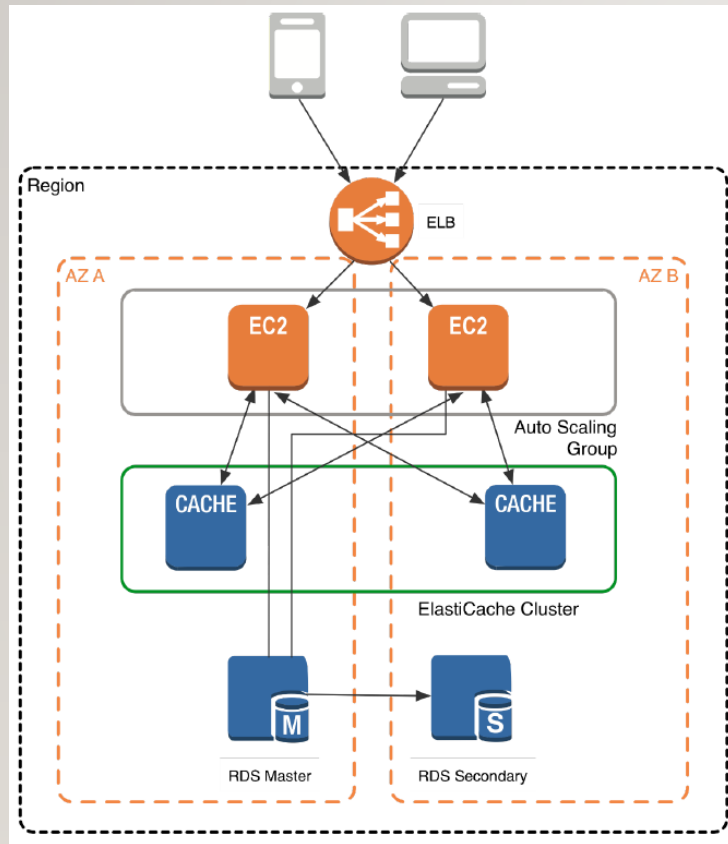 Region
ELB
AZ A
AZ B
EC2
EC2
Auto Scaling
Group
CACHE
CACHE
ElastiCache Cluster
M
S
RDS Master
RDS Secondary